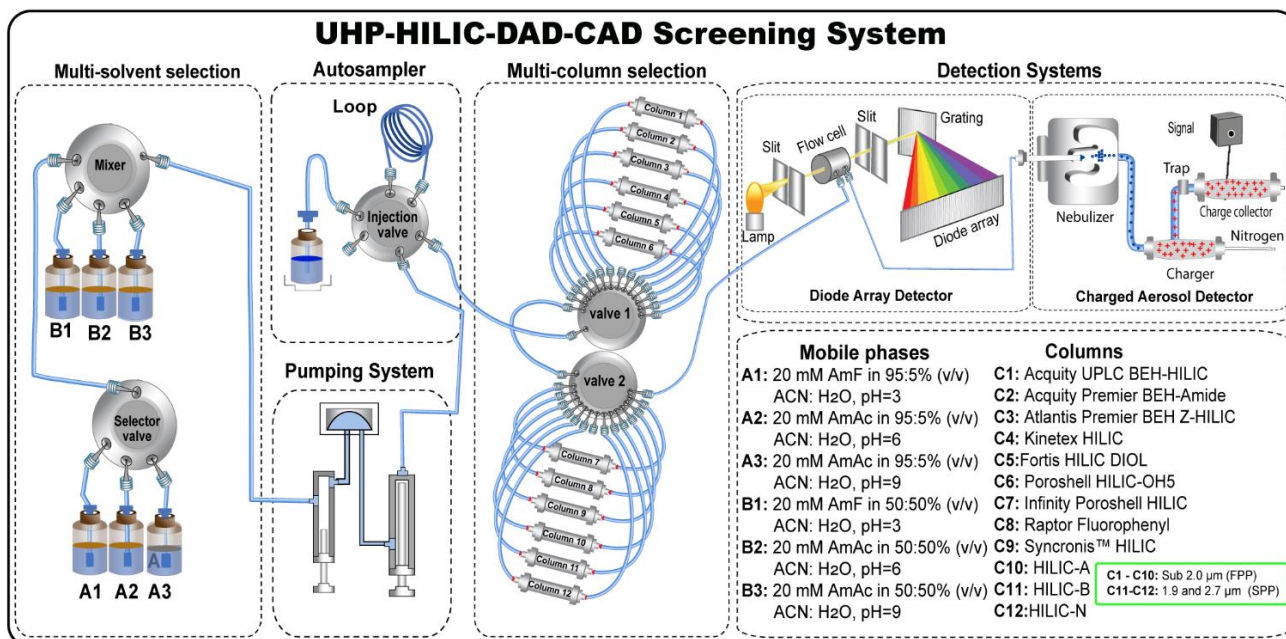 UHP-HILIC-DAD-CAD Screening System
Multi-solvent selection
Mixer
B1 B2 B3
Selector
valve
A
A1 A2 A3
Autosampler
Loop
Injection
valve
Pumping System
Multi-column selection
Column 1
Column 2
Column 3
Column 4
Column 5
Column 6
valve 1
valve 2
Column 7
Column 8
Column 9
Column 10
Column 11
Column 12
Detection Systems
Lamp
Slit
Flow cell
Slit
Grating
Diode array
Diode Array Detector
Nebulizer
Signal
Trap
Charge collector
Nitrogen
Charger
Charged Aerosol Detector
Mobile phases
A1: 20 mM AmF in 95:5% (v/v)
ACN: H2O, pH=3
A2: 20 mM AmAc in 95:5% (v/v)
ACN: H2O, pH=6
A3: 20 mM AmAc in 95:5% (v/v)
ACN: H2O, pH=9
B1: 20 mM AmF in 50:50% (v/v)
ACN: H2O, pH=3
B2: 20 mM AmAc in 50:50% (v/v)
ACN: H2O, pH=6
B3: 20 mM AmAc in 50:50% (v/v)
ACN: H2O, pH=9
Columns
C1: Acquity UPLC BEH-HILIC
C2: Acquity Premier BEH-Amide
C3: Atlantis Premier BEH Z-HILIC
C4: Kinetex HILIC
C5:Fortis HILIC DIOL
C6: Poroshell HILIC-OH5
C7: Infinity Poroshell HILIC
C8: Raptor Fluorophenyl
C9: Syncronis™ HILIC
C10: HILIC-A
C11: HILIC-B
C12:HILIC-N
C1 - C10: Sub 2.0 µm (FPP)
C11-C12: 1.9 and 2.7 µm (SPP)